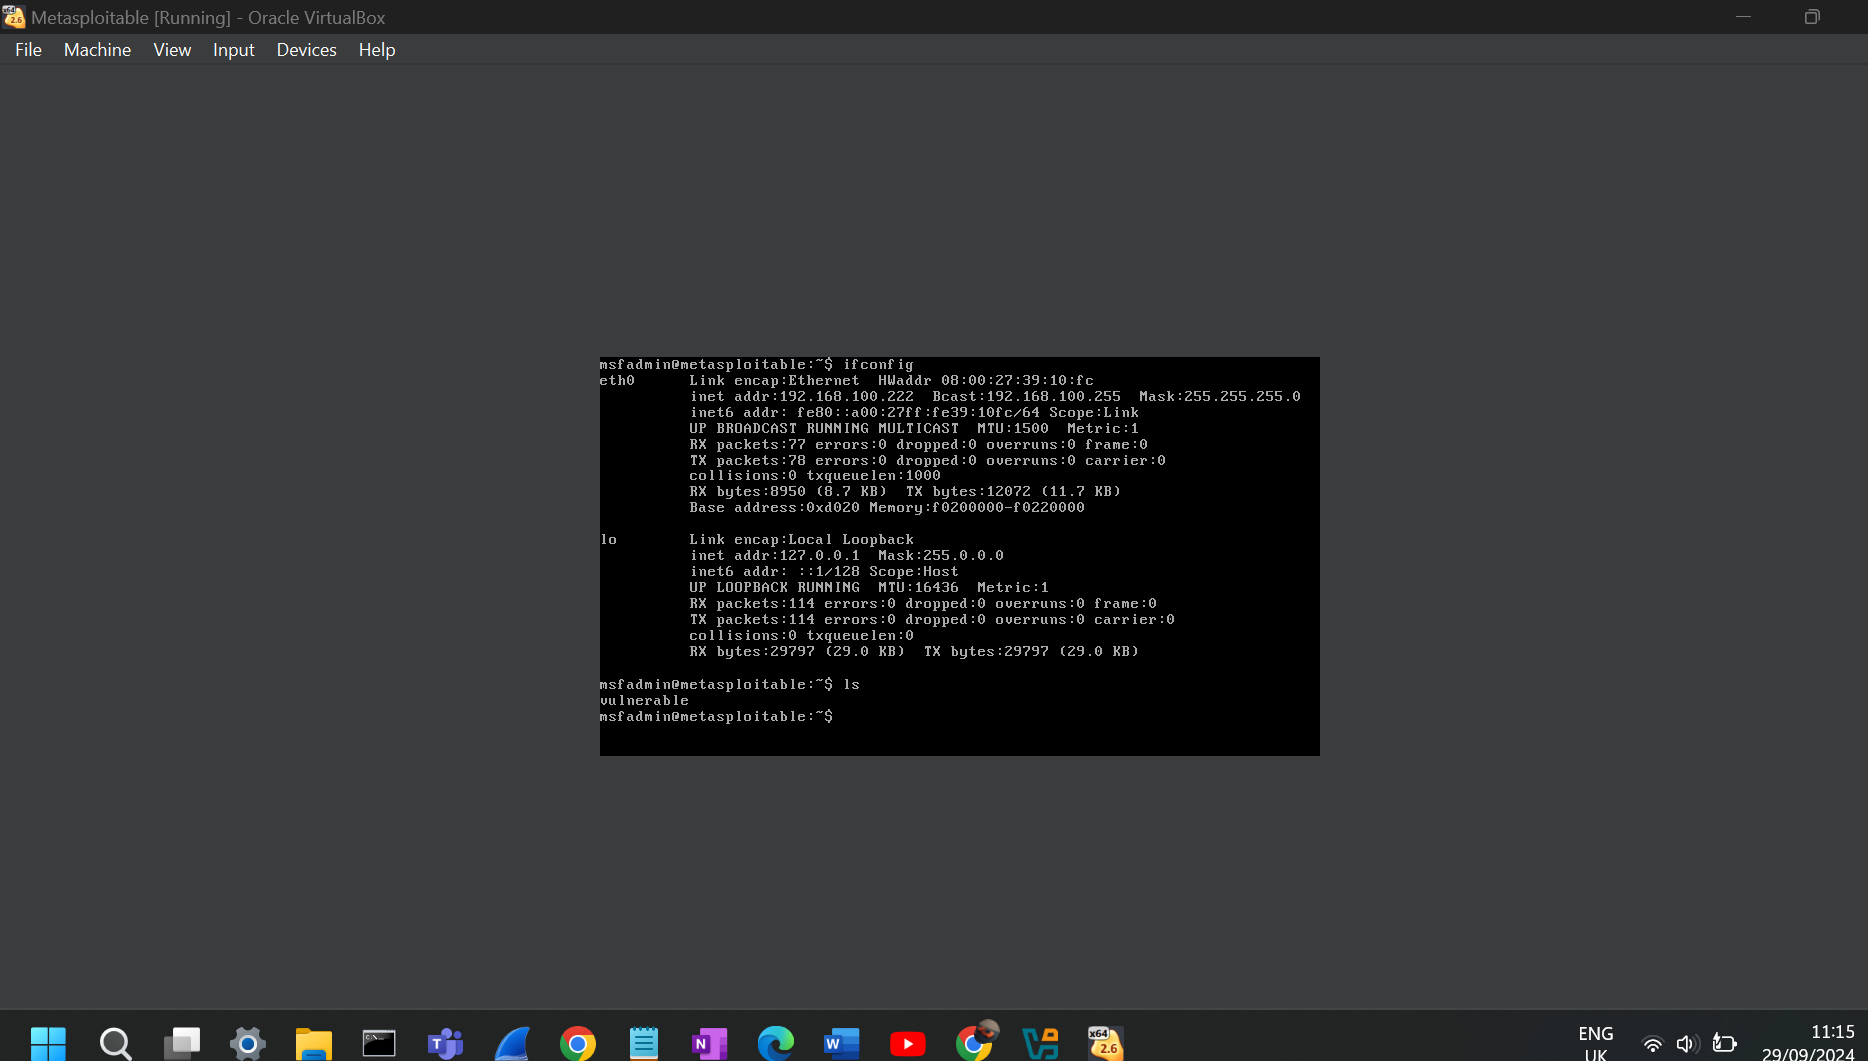 Metasploitable [Running] - Oracle VirtualBox
File Machine View Input Devices Help
msfadmin@metasploitable:~$ ifconfig
eth0 Link encap:Ethernet HWaddr 08:00:27:39:10:fc
inet addr:192.168.100.222 Bcast:192.168.100.255 Mask:255.255.255.0
inet6 addr: fe80::a00:27ff:fe39:10fc/64 Scope:Link
UP BROADCAST RUNNING MULTICAST MTU:1500 Metric:1
RX packets:77 errors:0 dropped:0 overruns:0 frame:0
TX packets:78 errors:0 dropped:0 overruns:0 carrier:0
collisions:0 txqueuelen:1000
RX bytes:8950 (8.7 KB) TX bytes:12072 (11.7 KB)
Base address:0xd020 Memory:f0200000-f0220000
lo Link encap:Local Loopback
inet addr:127.0.0.1 Mask:255.0.0.0
inet6 addr: ::1/128 Scope:Host
UP LOOPBACK RUNNING MTU:16436 Metric:1
RX packets:114 errors:0 dropped:0 overruns:0 frame:0
TX packets:114 errors:0 dropped:0 overruns:0 carrier:0
collisions:0 txqueuelen:0
RX bytes:29797 (29.0 KB) TX bytes:29797 (29.0 KB)
msfadmin@metasploitable:~$ ls
vulnerable
msfadmin@metasploitable:~$
x64
2.6
ENG
UK
11:15
29/09/2024